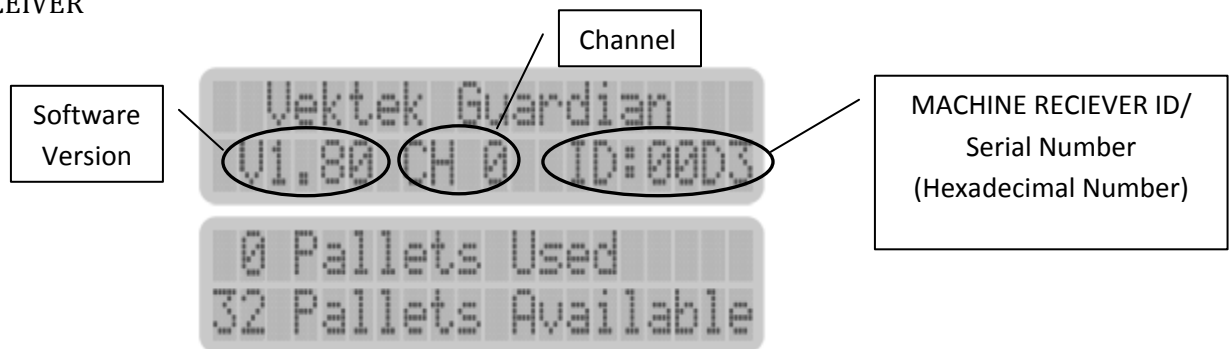 Channel
Software
Version
Vektek Guardian
V1.80 CH 0 ID:00D3
MACHINE RECIEVER ID/
Serial Number
(Hexadecimal Number)
0 Pallets Used
32 Pallets Available